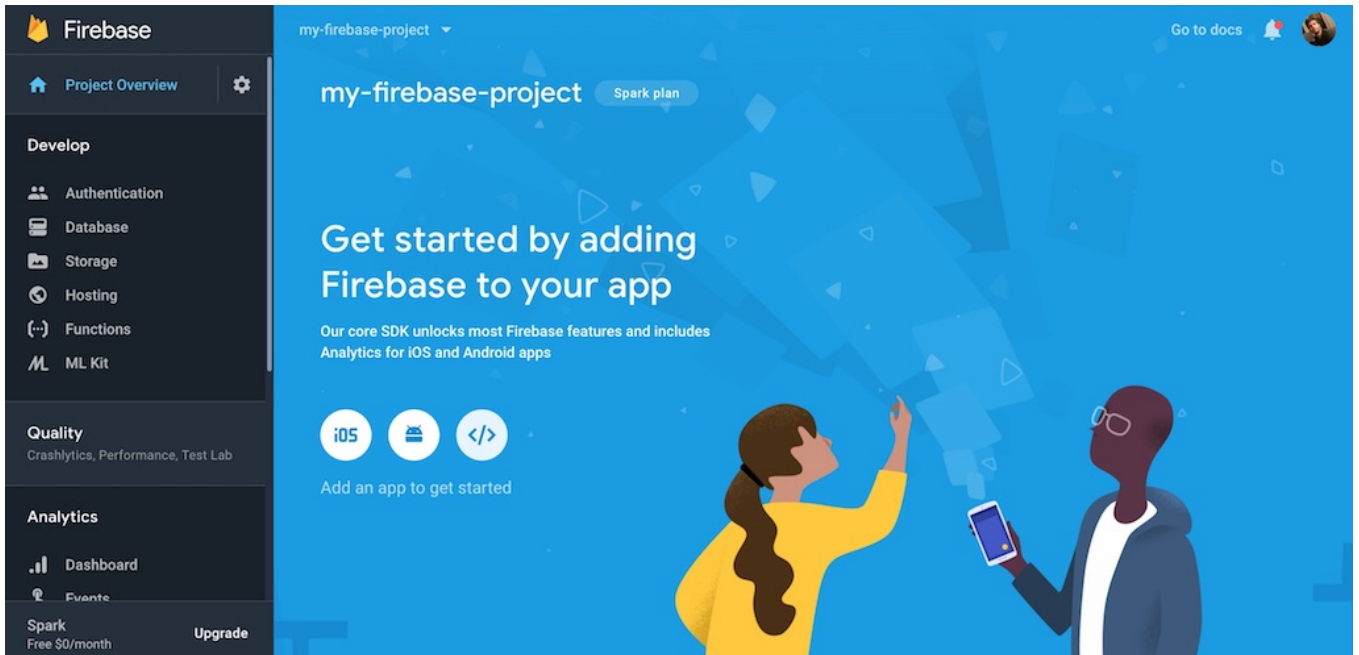 Firebase
Project Overview
Develop
Authentication
Database
Storage
Hosting
Functions
ML Kit
Quality
Crashlytics, Performance, Test Lab
Analytics
Dashboard
Events
Spark
Free $0/month
Upgrade
my-firebase-project
Go to docs
my-firebase-project
Spark plan
Get started by adding
Firebase to your app
Our core SDK unlocks most Firebase features and includes
Analytics for iOS and Android apps
iOS
</>
Add an app to get started